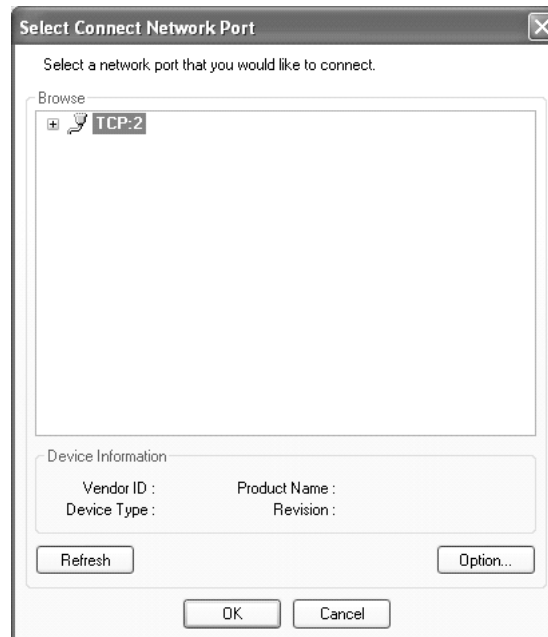 Select Connect Network Port
Select a network port that you would like to connect.
Browse
TCP:2
Device Information
Vendor ID : Product Name :
Device Type : Revision :
Refresh Option...
OK Cancel